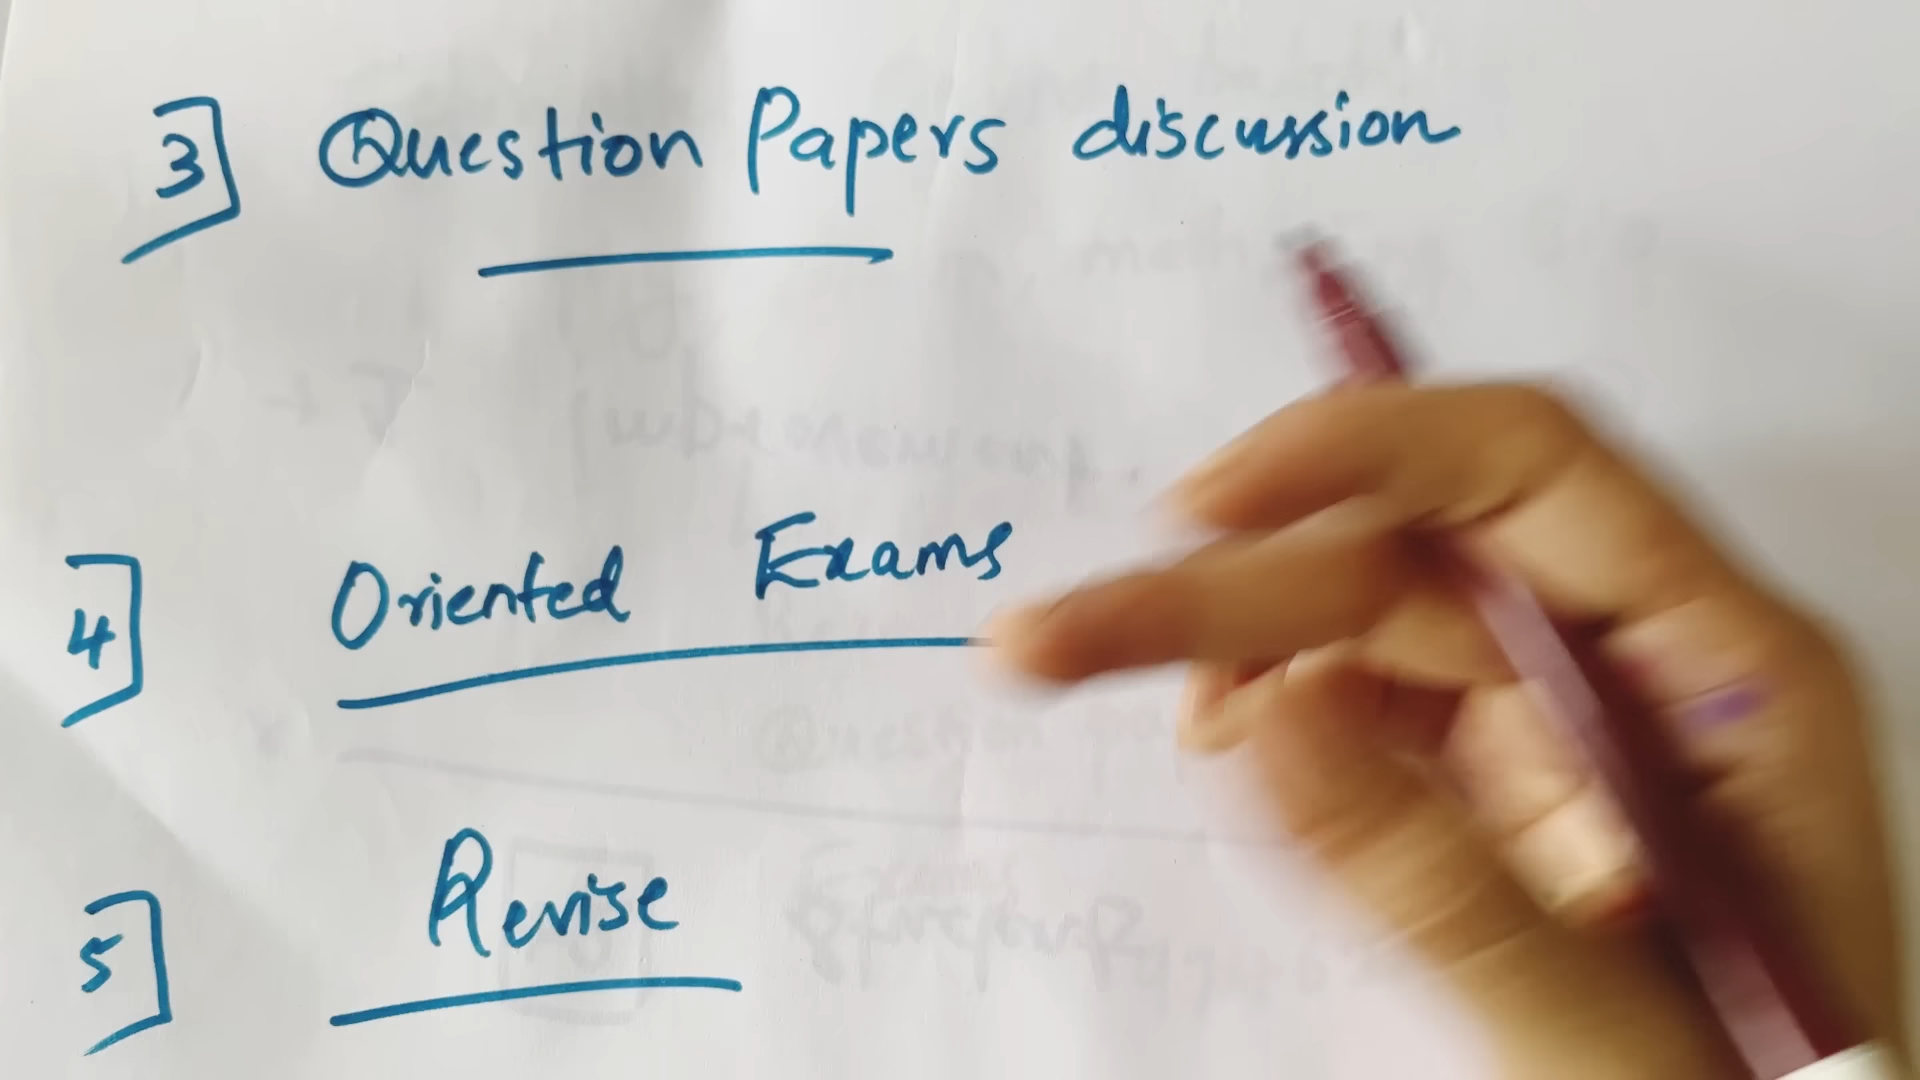 3] Question Papers discussion
4] Oriented Exams
5] Revise